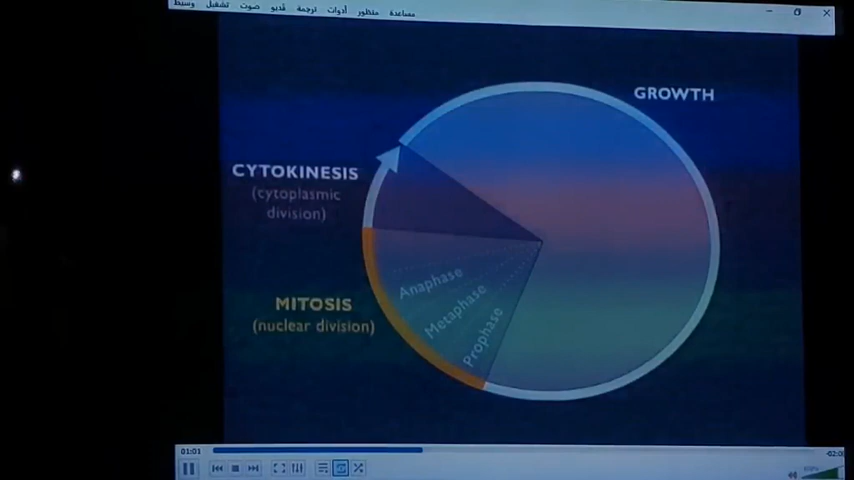 مساعدة منظور أدوات ترجمة ڤديو صوت تشغيل وسيط
GROWTH
CYTOKINESIS
(cytoplasmic
division)
Anaphase
Metaphase
Prophase
MITOSIS
(nuclear division)
01:01